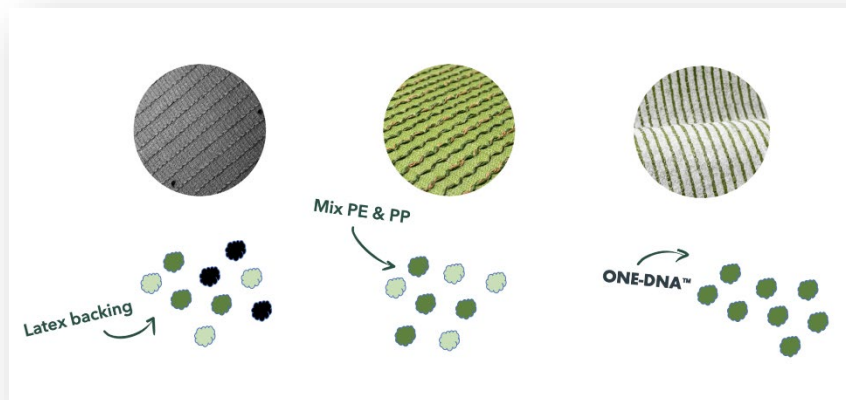 Latex backing
Mix PE & PP
ONE-DNA™